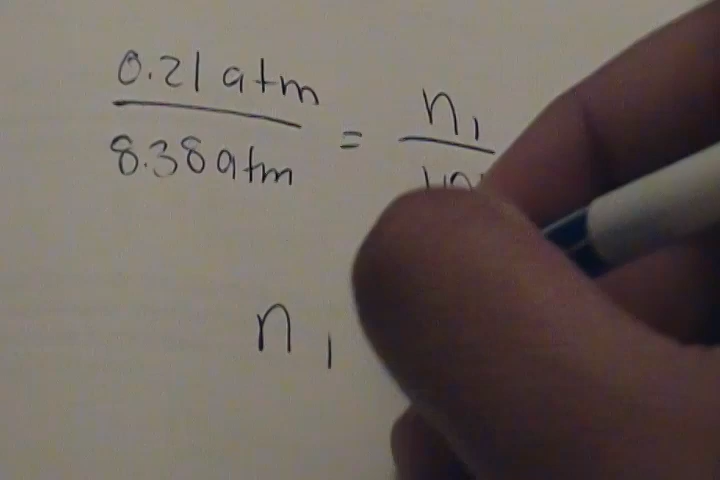 0.21 atm
8.38 atm
=
n₁
n₁